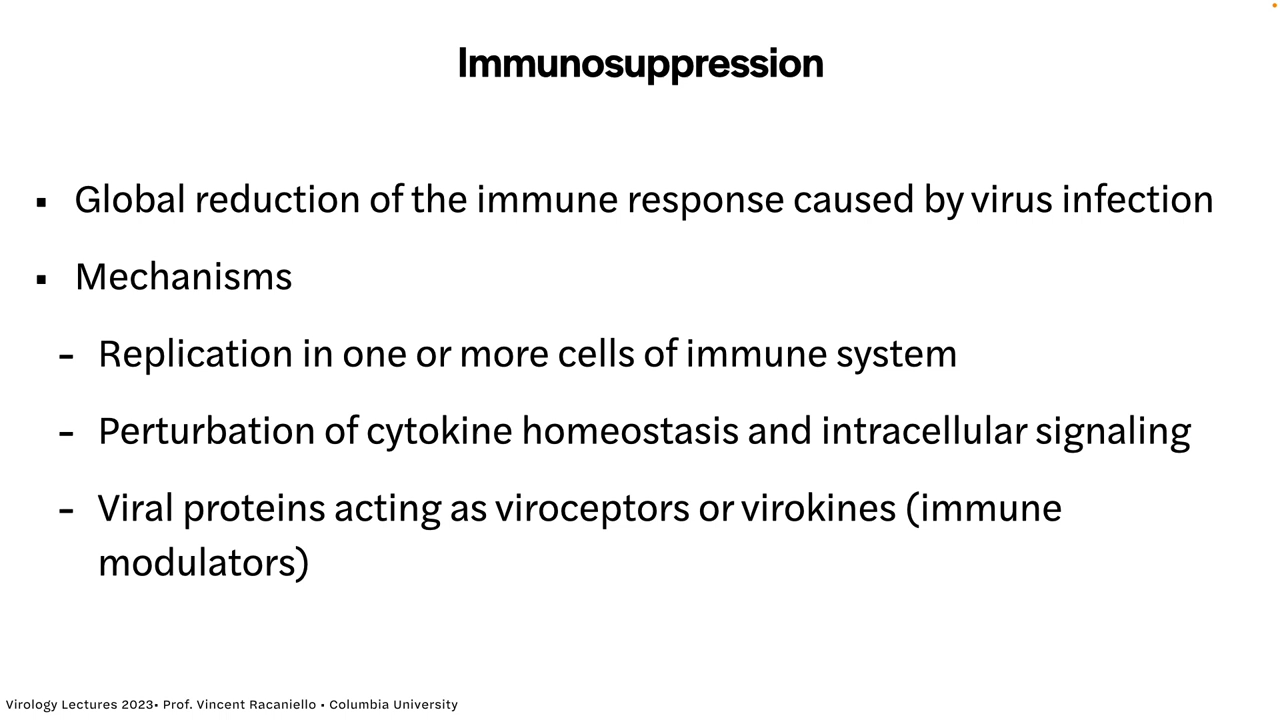 Immunosuppression
▪ Global reduction of the immune response caused by virus infection
▪ Mechanisms
– Replication in one or more cells of immune system
– Perturbation of cytokine homeostasis and intracellular signaling
– Viral proteins acting as viroceptors or virokines (immune
modulators)
Virology Lectures 2023• Prof. Vincent Racaniello • Columbia University